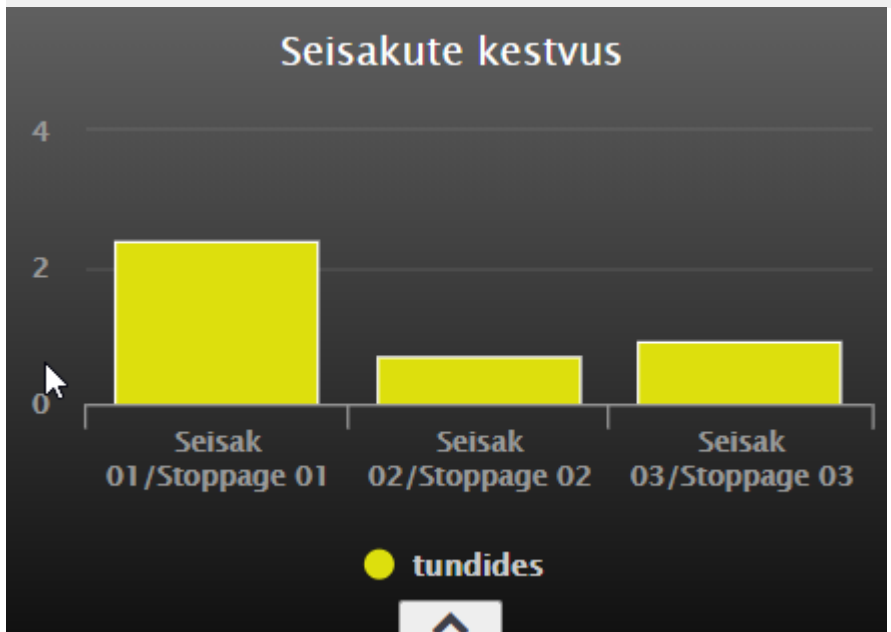 Seisakute kestvus
4
2
0
Seisak
01/Stoppage 01
Seisak
02/Stoppage 02
Seisak
03/Stoppage 03
tundides